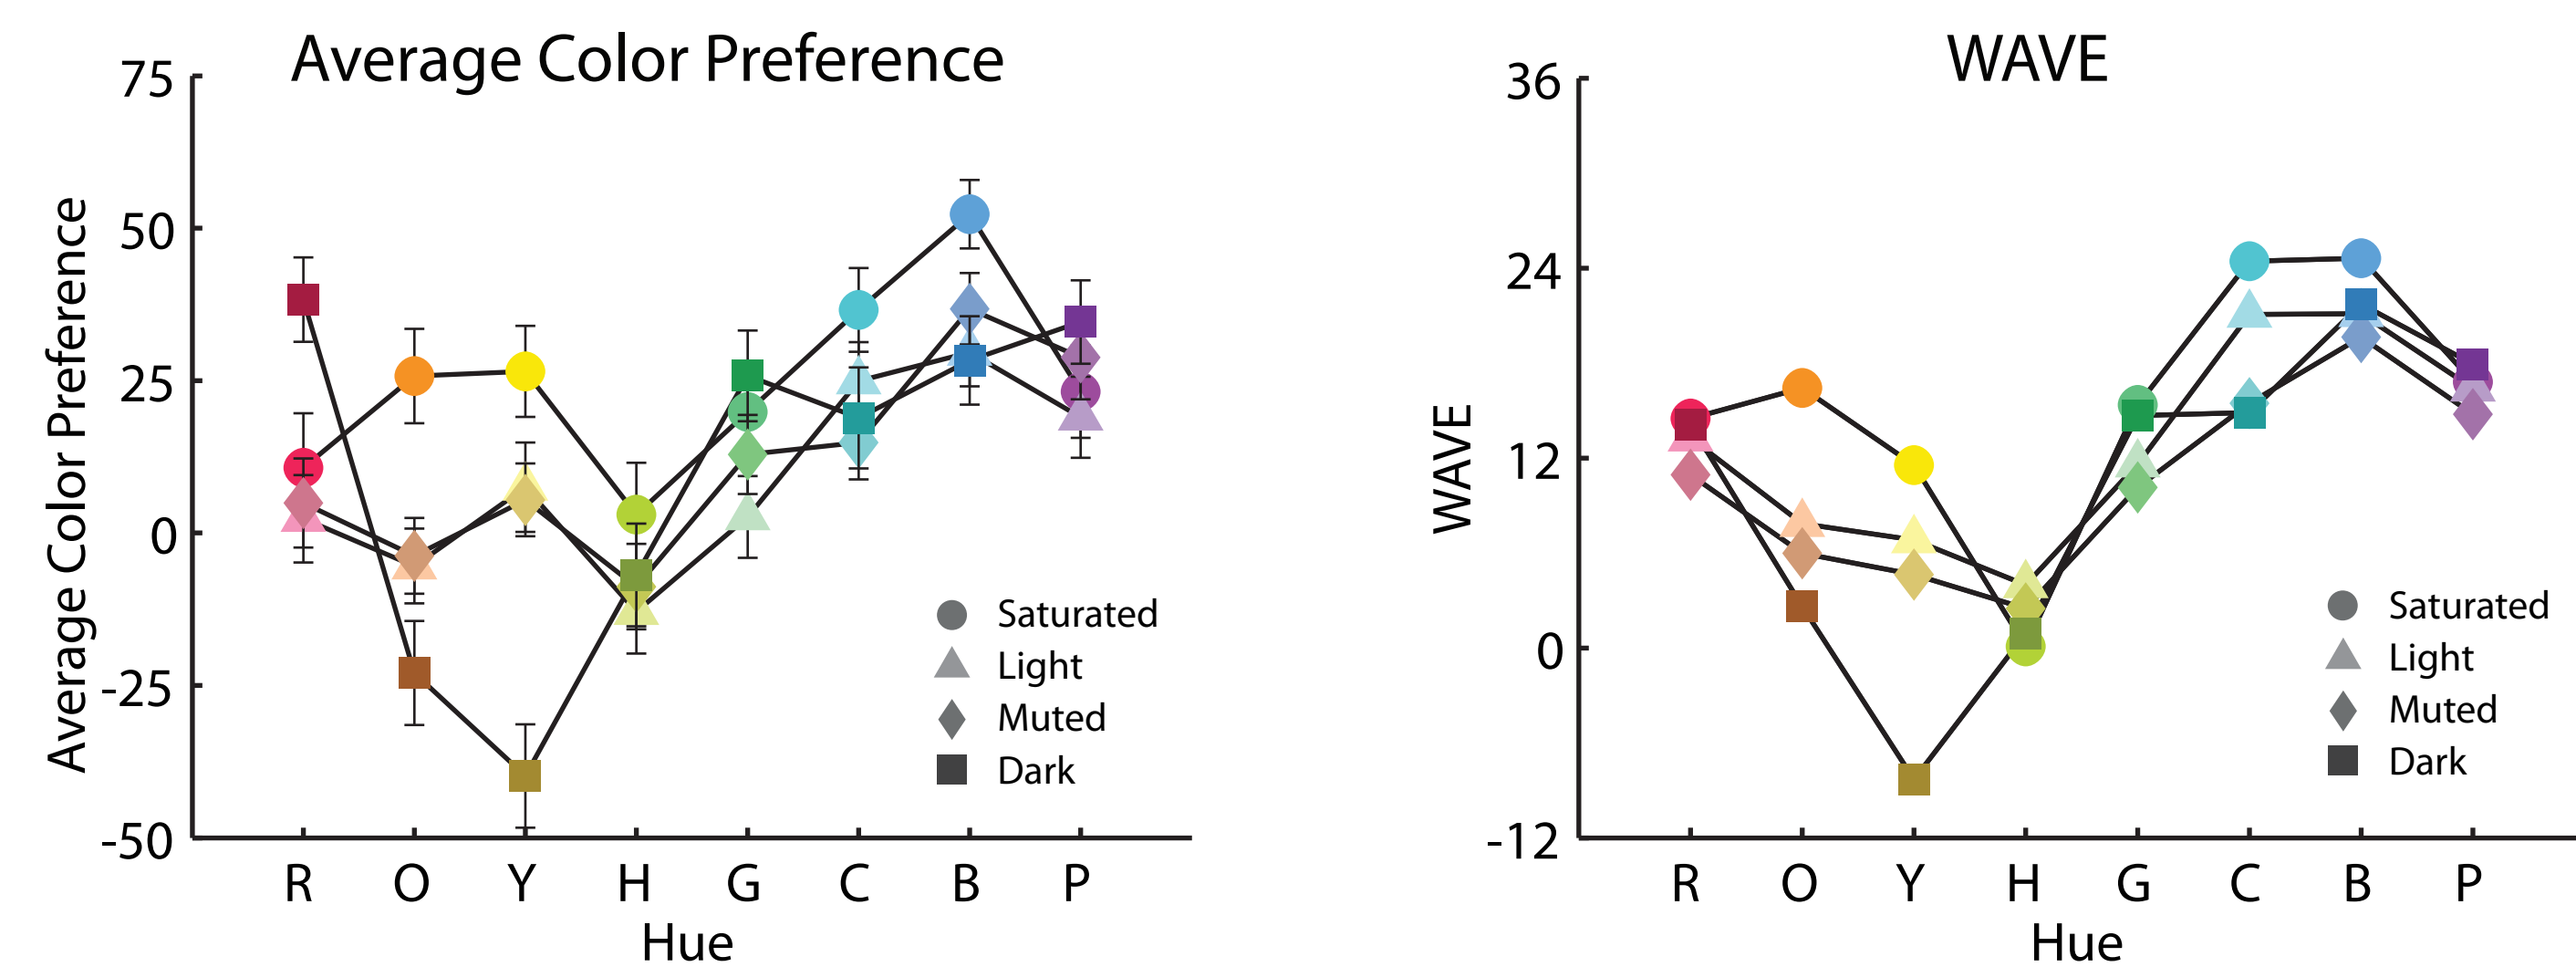 Average Color Preference
75
50
25
0
-25
-50
Average Color Preference
R O Y H G C B P
Hue
Saturated
Light
Muted
Dark
WAVE
36
24
12
0
-12
WAVE
R O Y H G C B P
Hue
Saturated
Light
Muted
Dark